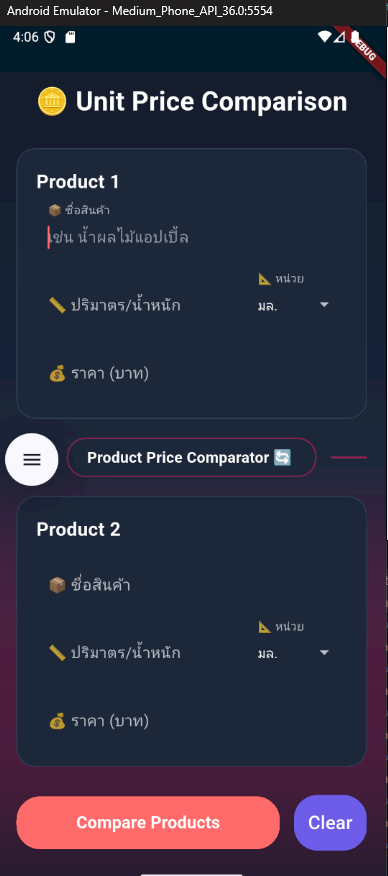 Android Emulator - Medium_Phone_API_36.0:5554
4:06
DEBUG
🪙 Unit Price Comparison
Product 1
📦 ชื่อสินค้า
เช่น น้ำผลไม้แอปเปิ้ล
📐 หน่วย
📏 ปริมาตร/น้ำหนัก
มล.
💰 ราคา (บาท)
Product Price Comparator 🔄
Product 2
📦 ชื่อสินค้า
📐 หน่วย
📏 ปริมาตร/น้ำหนัก
มล.
💰 ราคา (บาท)
Compare Products
Clear